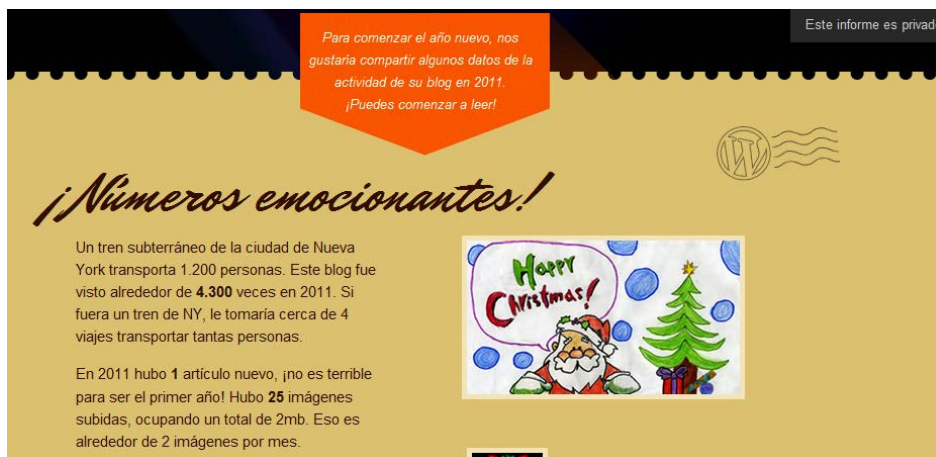 Este informe es privado
Para comenzar el año nuevo, nos
gustaría compartir algunos datos de la
actividad de su blog en 2011.
¡Puedes comenzar a leer!
¡Números emocionantes!
Un tren subterráneo de la ciudad de Nueva
York transporta 1.200 personas. Este blog fue
visto alrededor de 4.300 veces en 2011. Si
fuera un tren de NY, le tomaría cerca de 4
viajes transportar tantas personas.
En 2011 hubo 1 artículo nuevo, ¡no es terrible
para ser el primer año! Hubo 25 imágenes
subidas, ocupando un total de 2mb. Eso es
alrededor de 2 imágenes por mes.
Happy
Christmas!